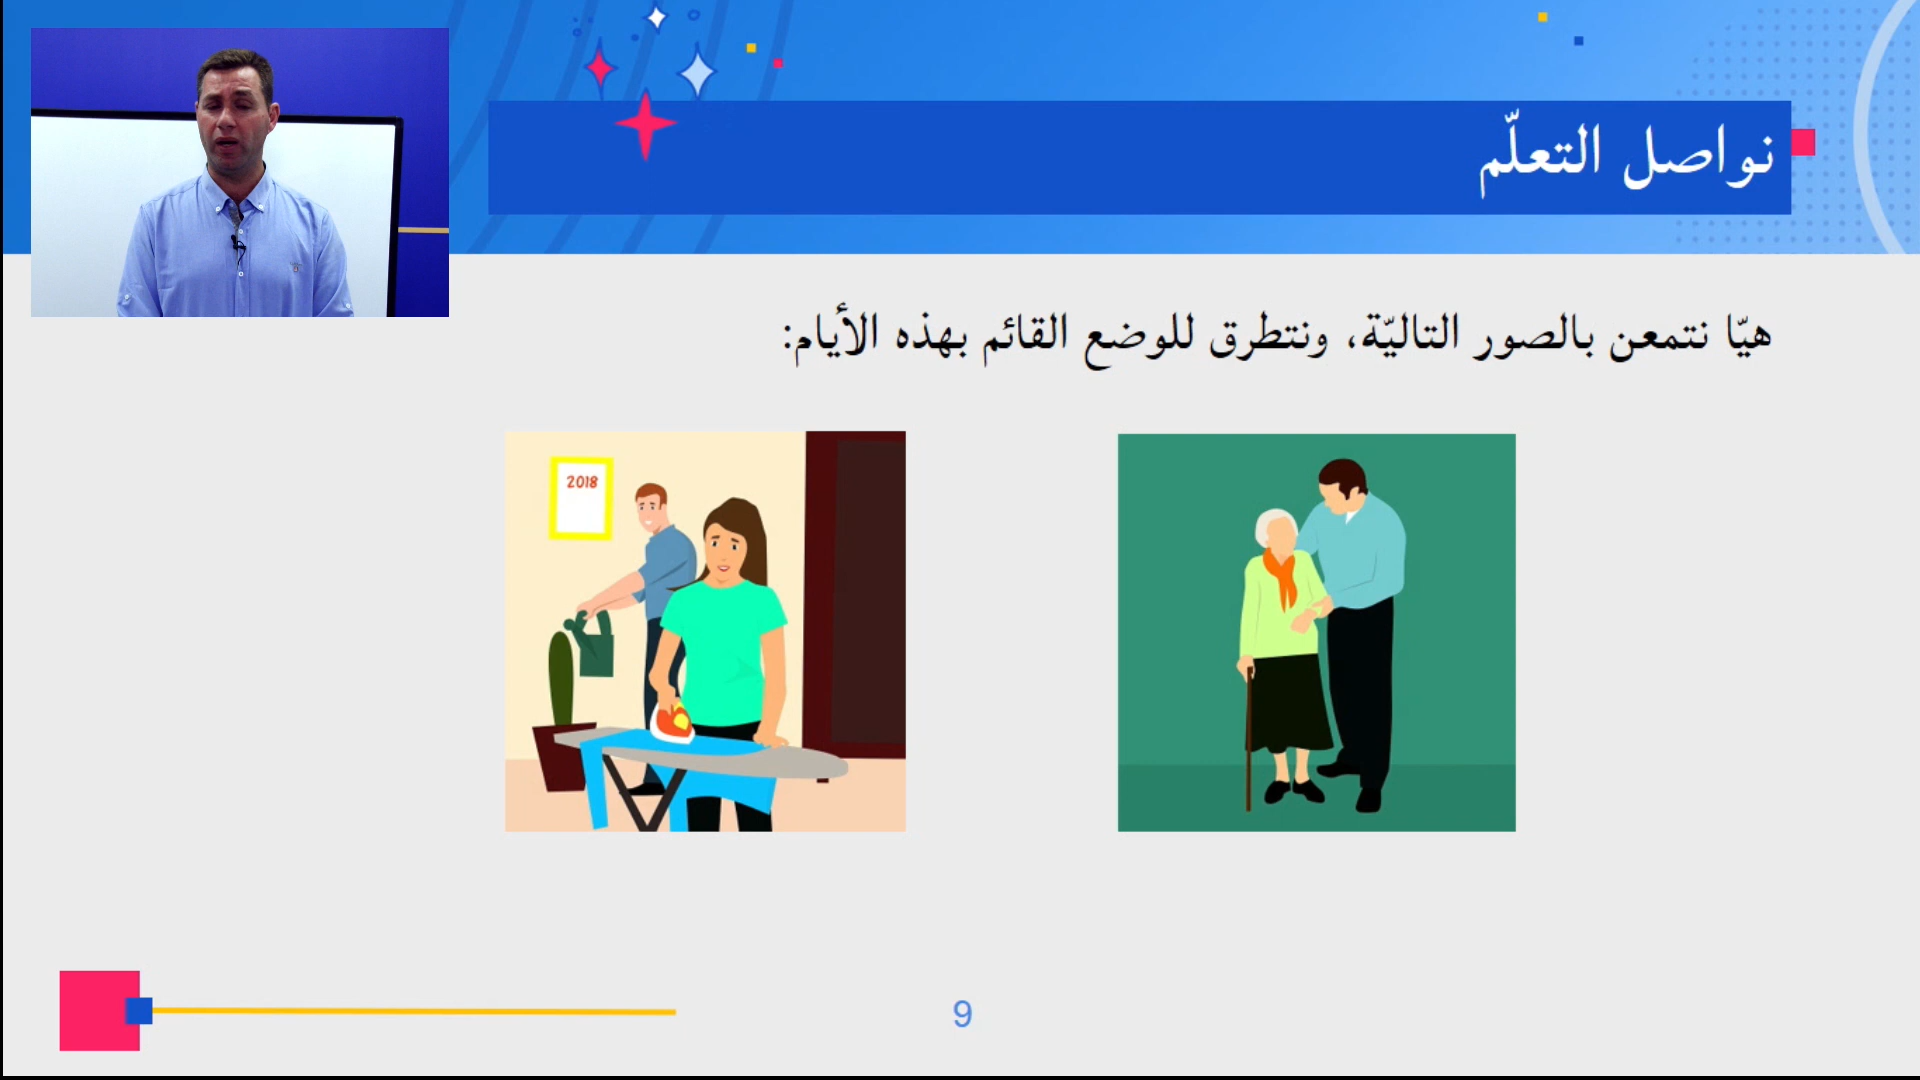 نواصل التعلّم
هيّا نتمعن بالصور التاليّة، ونتطرق للوضع القائم بهذه الأيام:
2018
9